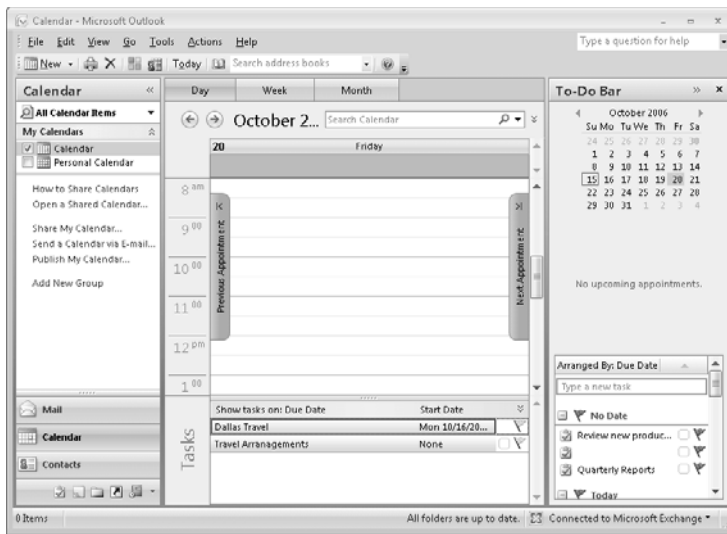 Calendar - Microsoft Outlook
File Edit View Go Tools Actions Help
Type a question for help
New Today Search address books
Calendar
All Calendar Items
My Calendars
Calendar
Personal Calendar
How to Share Calendars
Open a Shared Calendar...
Share My Calendar...
Send a Calendar via E-mail...
Publish My Calendar...
Add New Group
Mail
Calendar
Contacts
Day Week Month
October 2... Search Calendar
20 Friday
8 am
9 00
10 00
11 00
12 pm
1 00
Previous Appointment
Next Appointment
Tasks
Show tasks on: Due Date Start Date
Dallas Travel Mon 10/16/20...
Travel Arranagements None
To-Do Bar
October 2006
Su Mo Tu We Th Fr Sa
24 25 26 27 28 29 30
1 2 3 4 5 6 7
8 9 10 11 12 13 14
15 16 17 18 19 20 21
22 23 24 25 26 27 28
29 30 31 1 2 3 4
No upcoming appointments.
Arranged By: Due Date
Type a new task
No Date
Review new produc...
Quarterly Reports
Today
0 Items
All folders are up to date. Connected to Microsoft Exchange